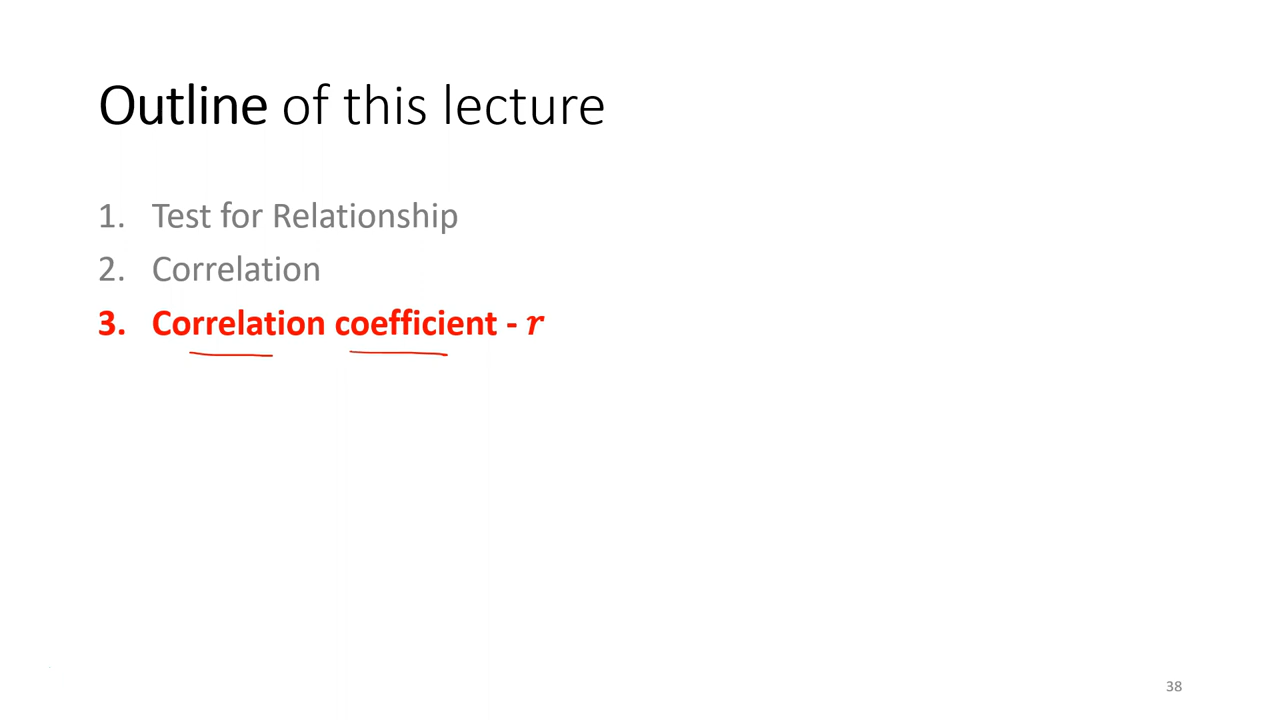 Outline of this lecture
1. Test for Relationship
2. Correlation
3. Correlation coefficient - r
38